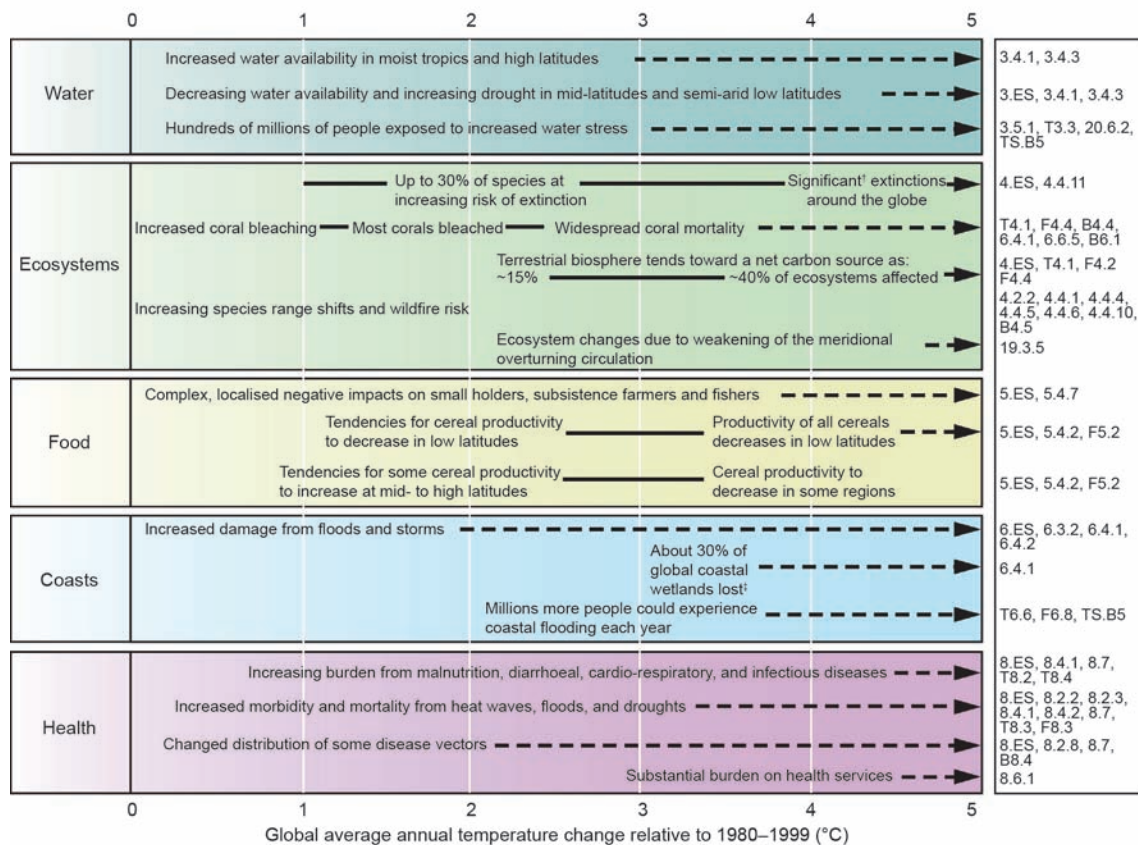 0 1 2 3 4 5
Water
Increased water availability in moist tropics and high latitudes
3.4.1, 3.4.3
Decreasing water availability and increasing drought in mid-latitudes and semi-arid low latitudes
3.ES, 3.4.1, 3.4.3
Hundreds of millions of people exposed to increased water stress
3.5.1, T3.3, 20.6.2,
TS.B5
Ecosystems
Up to 30% of species at
increasing risk of extinction
Significant† extinctions
around the globe
4.ES, 4.4.11
Increased coral bleaching
Most corals bleached
Widespread coral mortality
T4.1, F4.4, B4.4,
6.4.1, 6.6.5, B6.1
Terrestrial biosphere tends toward a net carbon source as:
~15%
~40% of ecosystems affected
4.ES, T4.1, F4.2
F4.4
Increasing species range shifts and wildfire risk
4.2.2, 4.4.1, 4.4.4,
4.4.5, 4.4.6, 4.4.10,
B4.5
Ecosystem changes due to weakening of the meridional
overturning circulation
19.3.5
Food
Complex, localised negative impacts on small holders, subsistence farmers and fishers
5.ES, 5.4.7
Tendencies for cereal productivity
to decrease in low latitudes
Productivity of all cereals
decreases in low latitudes
5.ES, 5.4.2, F5.2
Tendencies for some cereal productivity
to increase at mid- to high latitudes
Cereal productivity to
decrease in some regions
5.ES, 5.4.2, F5.2
Coasts
Increased damage from floods and storms
6.ES, 6.3.2, 6.4.1,
6.4.2
About 30% of
global coastal
wetlands lost‡
6.4.1
Millions more people could experience
coastal flooding each year
T6.6, F6.8, TS.B5
Health
Increasing burden from malnutrition, diarrhoeal, cardio-respiratory, and infectious diseases
8.ES, 8.4.1, 8.7,
T8.2, T8.4
Increased morbidity and mortality from heat waves, floods, and droughts
8.ES, 8.2.2, 8.2.3,
8.4.1, 8.4.2, 8.7,
T8.3, F8.3
Changed distribution of some disease vectors
8.ES, 8.2.8, 8.7,
B8.4
Substantial burden on health services
8.6.1
0 1 2 3 4 5
Global average annual temperature change relative to 1980–1999 (°C)